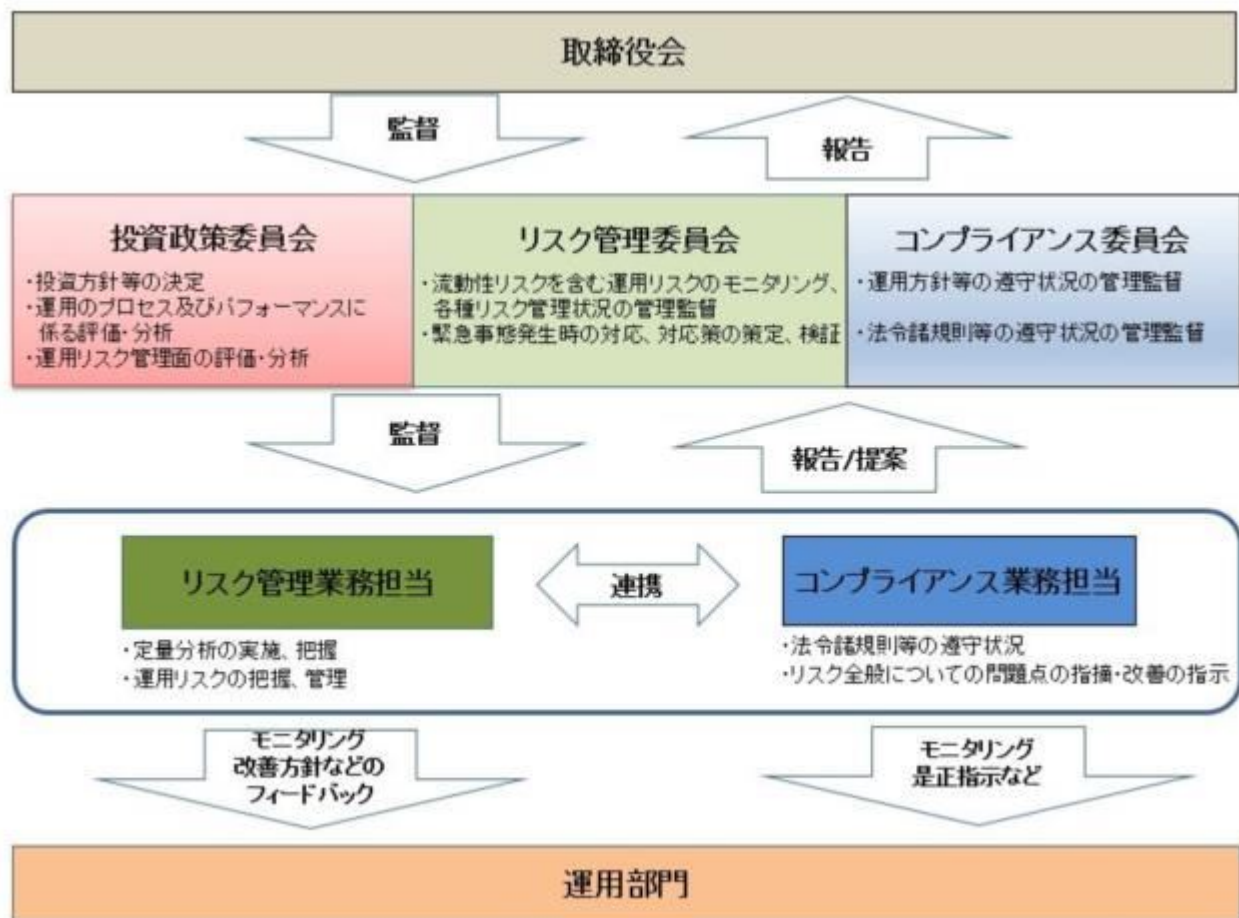 取締役会
監督
報告
投資政策委員会
・投資方針等の決定
・運用のプロセス及びパフォーマンスに
係る評価・分析
・運用リスク管理面の評価・分析
リスク管理委員会
・流動性リスクを含む運用リスクのモニタリング、
各種リスク管理状況の管理監督
・緊急事態発生時の対応、対応策の策定、検証
コンプライアンス委員会
・運用方針等の遵守状況の管理監督
・法令諸規則等の遵守状況の管理監督
監督
報告/提案
リスク管理業務担当
・定量分析の実施、把握
・運用リスクの把握、管理
連携
コンプライアンス業務担当
・法令諸規則等の遵守状況
・リスク全般についての問題点の指摘・改善の指示
モニタリング
改善方針などの
フィードバック
モニタリング
是正指示など
運用部門